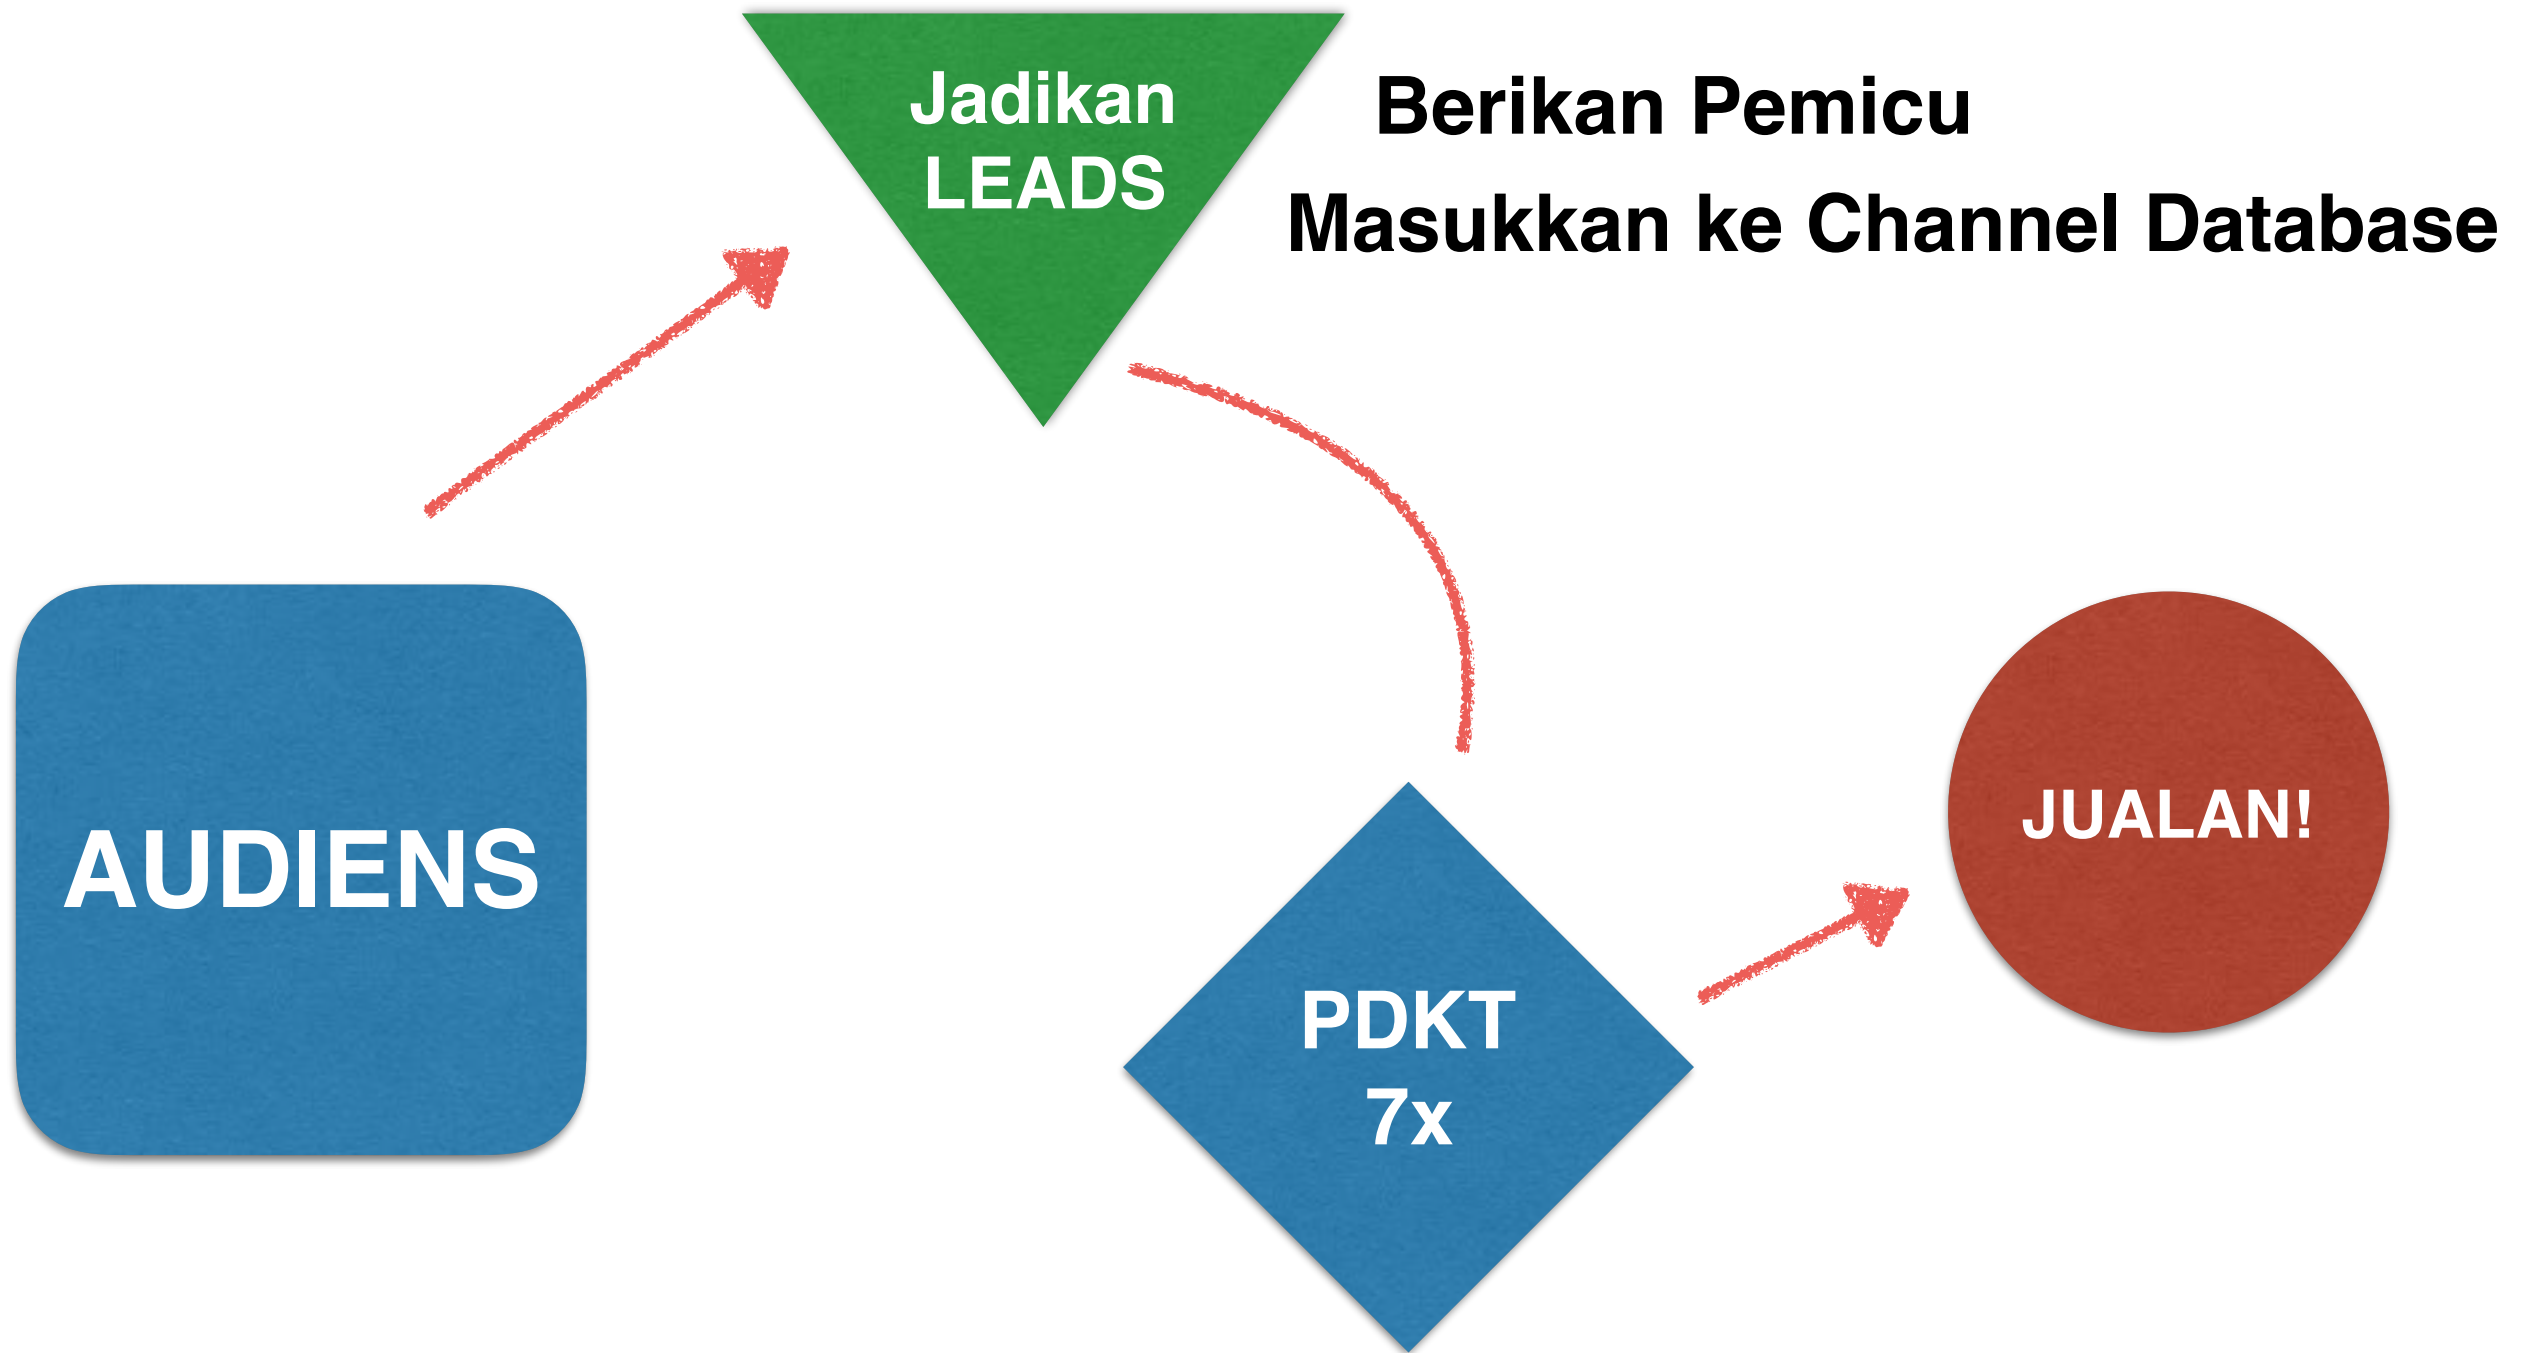 Jadikan
LEADS
Berikan Pemicu
Masukkan ke Channel Database
AUDIENS
PDKT
7x
JUALAN!